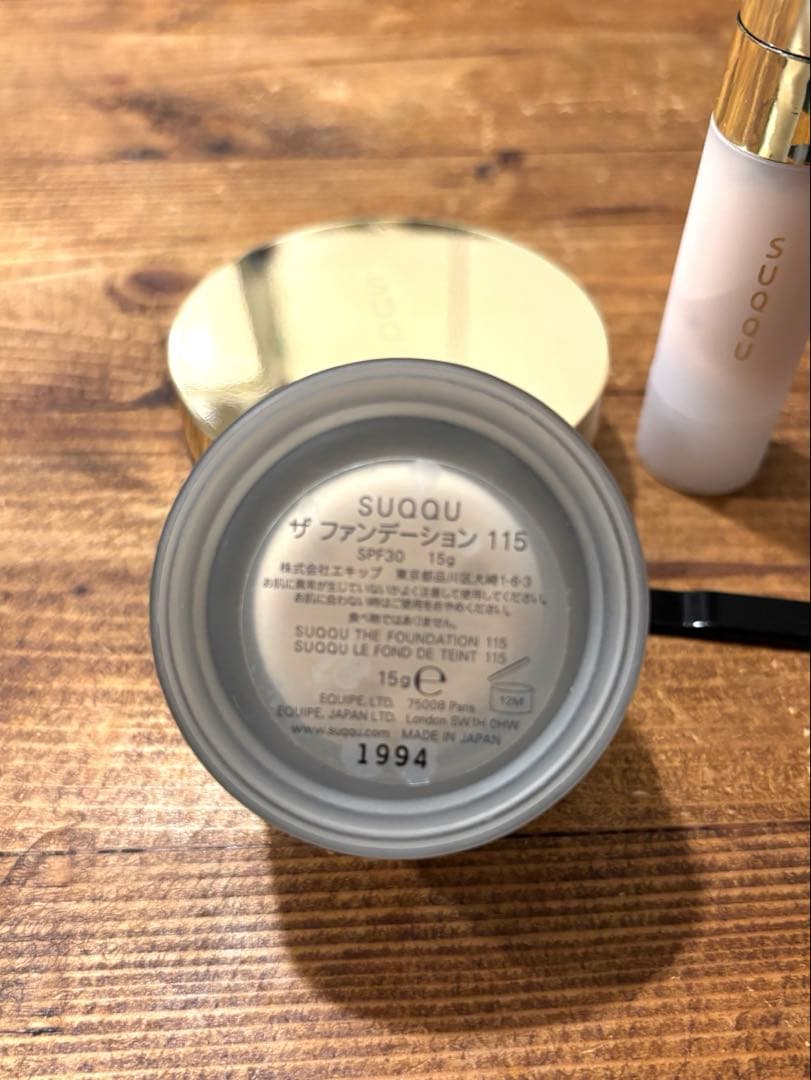 SUQQU
SUQQU
ザ ファンデーション 115
SPF30 15g
株式会社エキップ 東京都品川区大崎1-6-3
お肌に異常が生じていないかよく注意して使用してください。
お肌に合わない時はご使用をおやめください。
食べ物ではありません。
SUQQU THE FOUNDATION 115
SUQQU LE FOND DE TEINT 115
15g℮
12M
EQUIPE,LTD. 75008 Paris
EQUIPE, JAPAN LTD. London SW1H 0HW
www.suqqu.com MADE IN JAPAN
1994